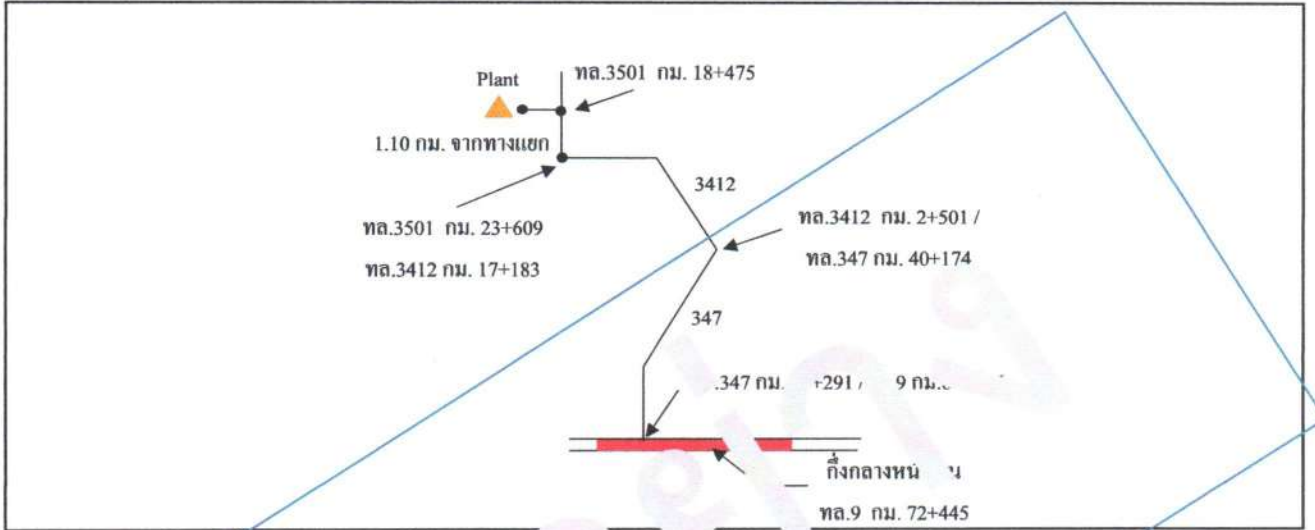 Plant
ทล.3501 กม. 18+475
1.10 กม. จากทางแยก
3412
ทล.3501 กม. 23+609
ทล.3412 กม. 17+183
ทล.3412 กม. 2+501 /
ทล.347 กม. 40+174
347
.347 กม. +291 / 9 กม.
กึ่งกลาง
ทล.9 กม. 72+445